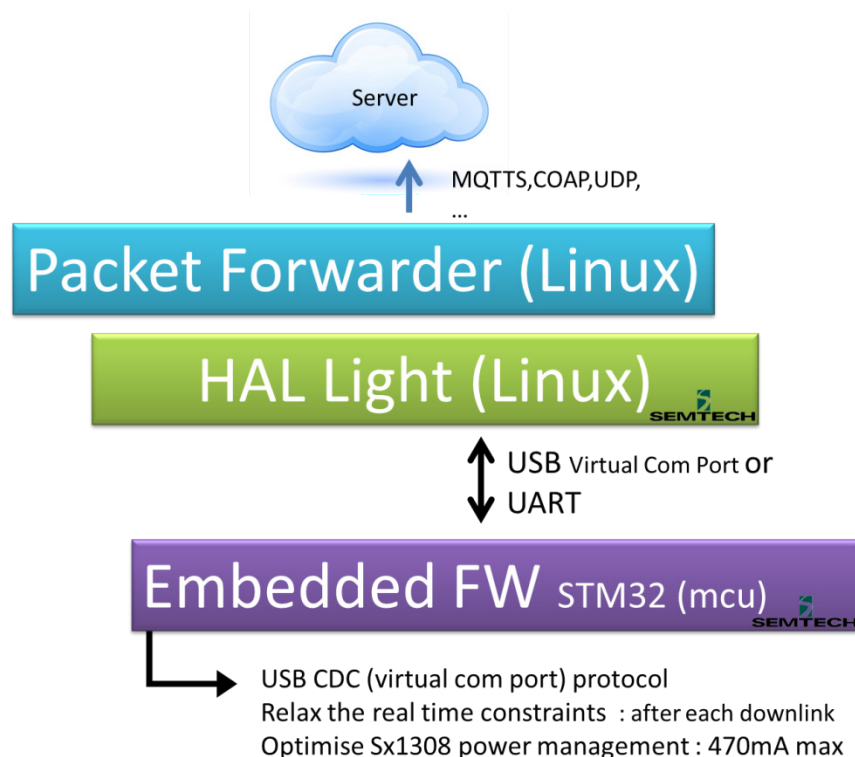 Server
MQTTS,COAP,UDP,
...
Packet Forwarder (Linux)
HAL Light (Linux)
SEMTECH
USB Virtual Com Port or
UART
Embedded FW STM32 (mcu)
SEMTECH
USB CDC (virtual com port) protocol
Relax the real time constraints : after each downlink
Optimise Sx1308 power management : 470mA max